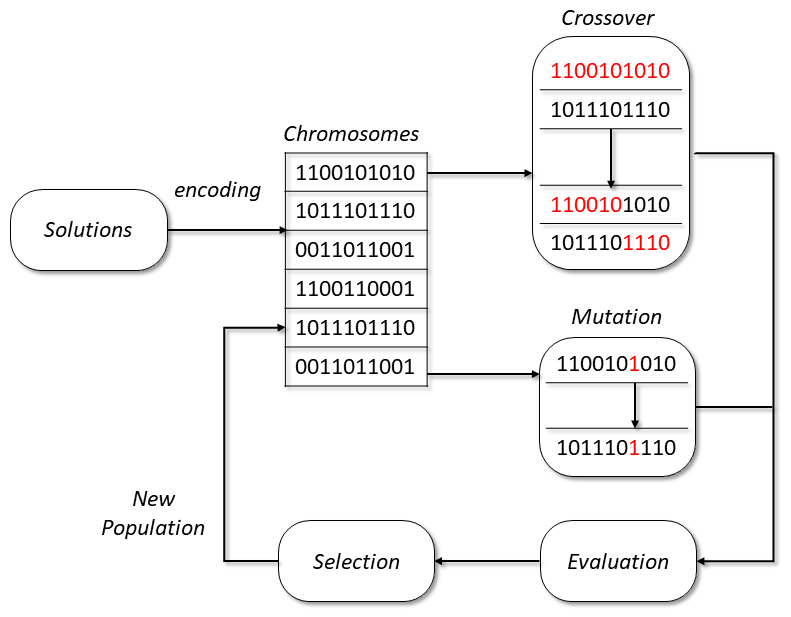 Crossover
1100101010
1011101110
1100101010
1011101110
Chromosomes
1100101010
1011101110
0011011001
1100110001
1011101110
0011011001
encoding
Solutions
Mutation
1100101010
1011101110
New
Population
Selection
Evaluation